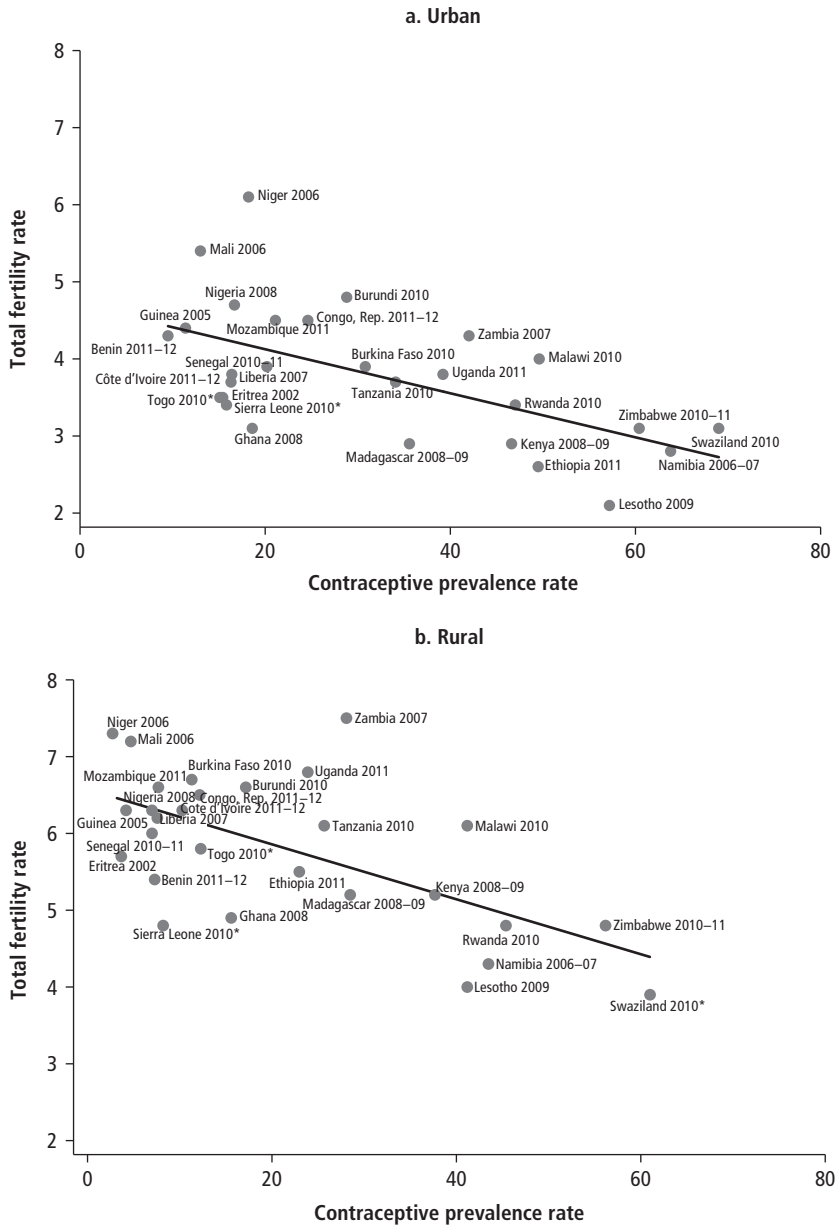 a. Urban
Total fertility rate
8
7
6
5
4
3
2
0
20
40
60
80
Contraceptive prevalence rate
Niger 2006
Mali 2006
Nigeria 2008
Burundi 2010
Guinea 2005
Mozambique 2011
Congo, Rep. 2011–12
Benin 2011–12
Zambia 2007
Senegal 2010–11
Burkina Faso 2010
Malawi 2010
Côte d’Ivoire 2011–12
Liberia 2007
Uganda 2011
Togo 2010*
Eritrea 2002
Tanzania 2010
Sierra Leone 2010*
Rwanda 2010
Zimbabwe 2010–11
Ghana 2008
Madagascar 2008–09
Kenya 2008–09
Swaziland 2010
Ethiopia 2011
Namibia 2006–07
Lesotho 2009
b. Rural
Total fertility rate
8
7
6
5
4
3
2
0
20
40
60
80
Contraceptive prevalence rate
Niger 2006
Zambia 2007
Mali 2006
Burkina Faso 2010
Uganda 2011
Mozambique 2011
Burundi 2010
Nigeria 2008
Congo, Rep. 2011–12
Côte d’Ivoire 2011–12
Guinea 2005
Liberia 2007
Tanzania 2010
Malawi 2010
Senegal 2010–11
Togo 2010*
Eritrea 2002
Benin 2011–12
Ethiopia 2011
Kenya 2008–09
Madagascar 2008–09
Ghana 2008
Sierra Leone 2010*
Rwanda 2010
Zimbabwe 2010–11
Namibia 2006–07
Lesotho 2009
Swaziland 2010*